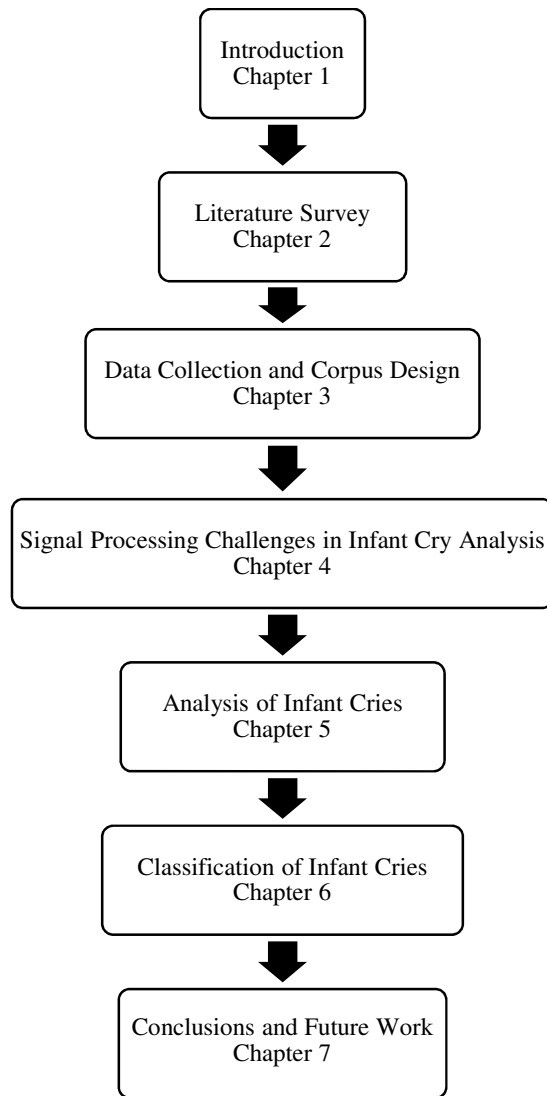 Introduction
Chapter 1
Literature Survey
Chapter 2
Data Collection and Corpus Design
Chapter 3
Signal Processing Challenges in Infant Cry Analysis
Chapter 4
Analysis of Infant Cries
Chapter 5
Classification of Infant Cries
Chapter 6
Conclusions and Future Work
Chapter 7